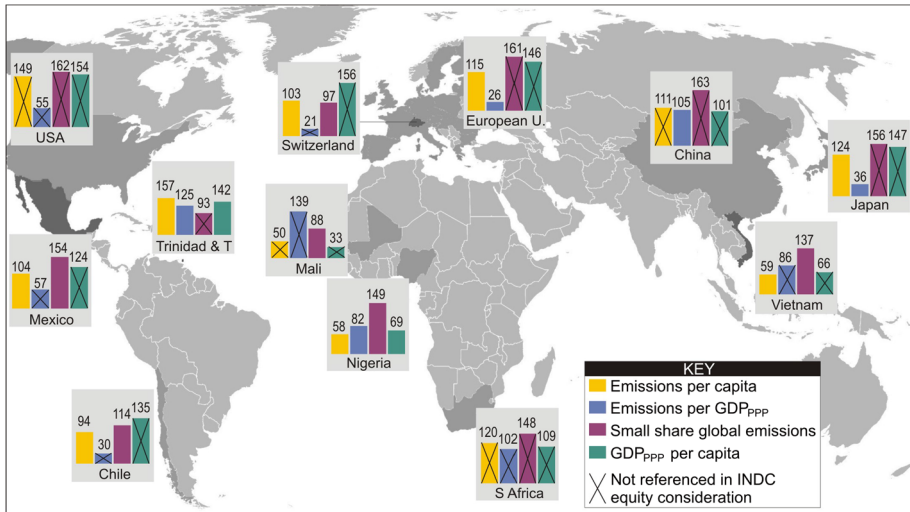 149 55 162 154
USA
103 21 97 156
Switzerland
115 26 161 146
European U.
111 105 163 101
China
124 36 156 147
Japan
157 125 93 142
Trinidad & T
50 139 88 33
Mali
104 57 154 124
Mexico
59 86 137 66
Vietnam
58 82 149 69
Nigeria
94 30 114 135
Chile
120 102 148 109
S Africa
KEY
Emissions per capita
Emissions per GDPPPP
Small share global emissions
GDPPPP per capita
Not referenced in INDC
equity consideration